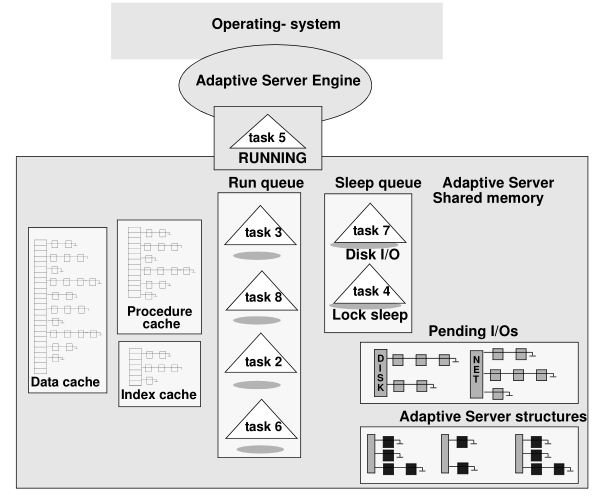 Operating- system
Adaptive Server Engine
task 5
RUNNING
Run queue
Sleep queue
Adaptive Server
Shared memory
task 3
task 8
task 2
task 6
task 7
Disk I/O
task 4
Lock sleep
Data cache
Procedure
cache
Index cache
Pending I/Os
DISK
NET
Adaptive Server structures